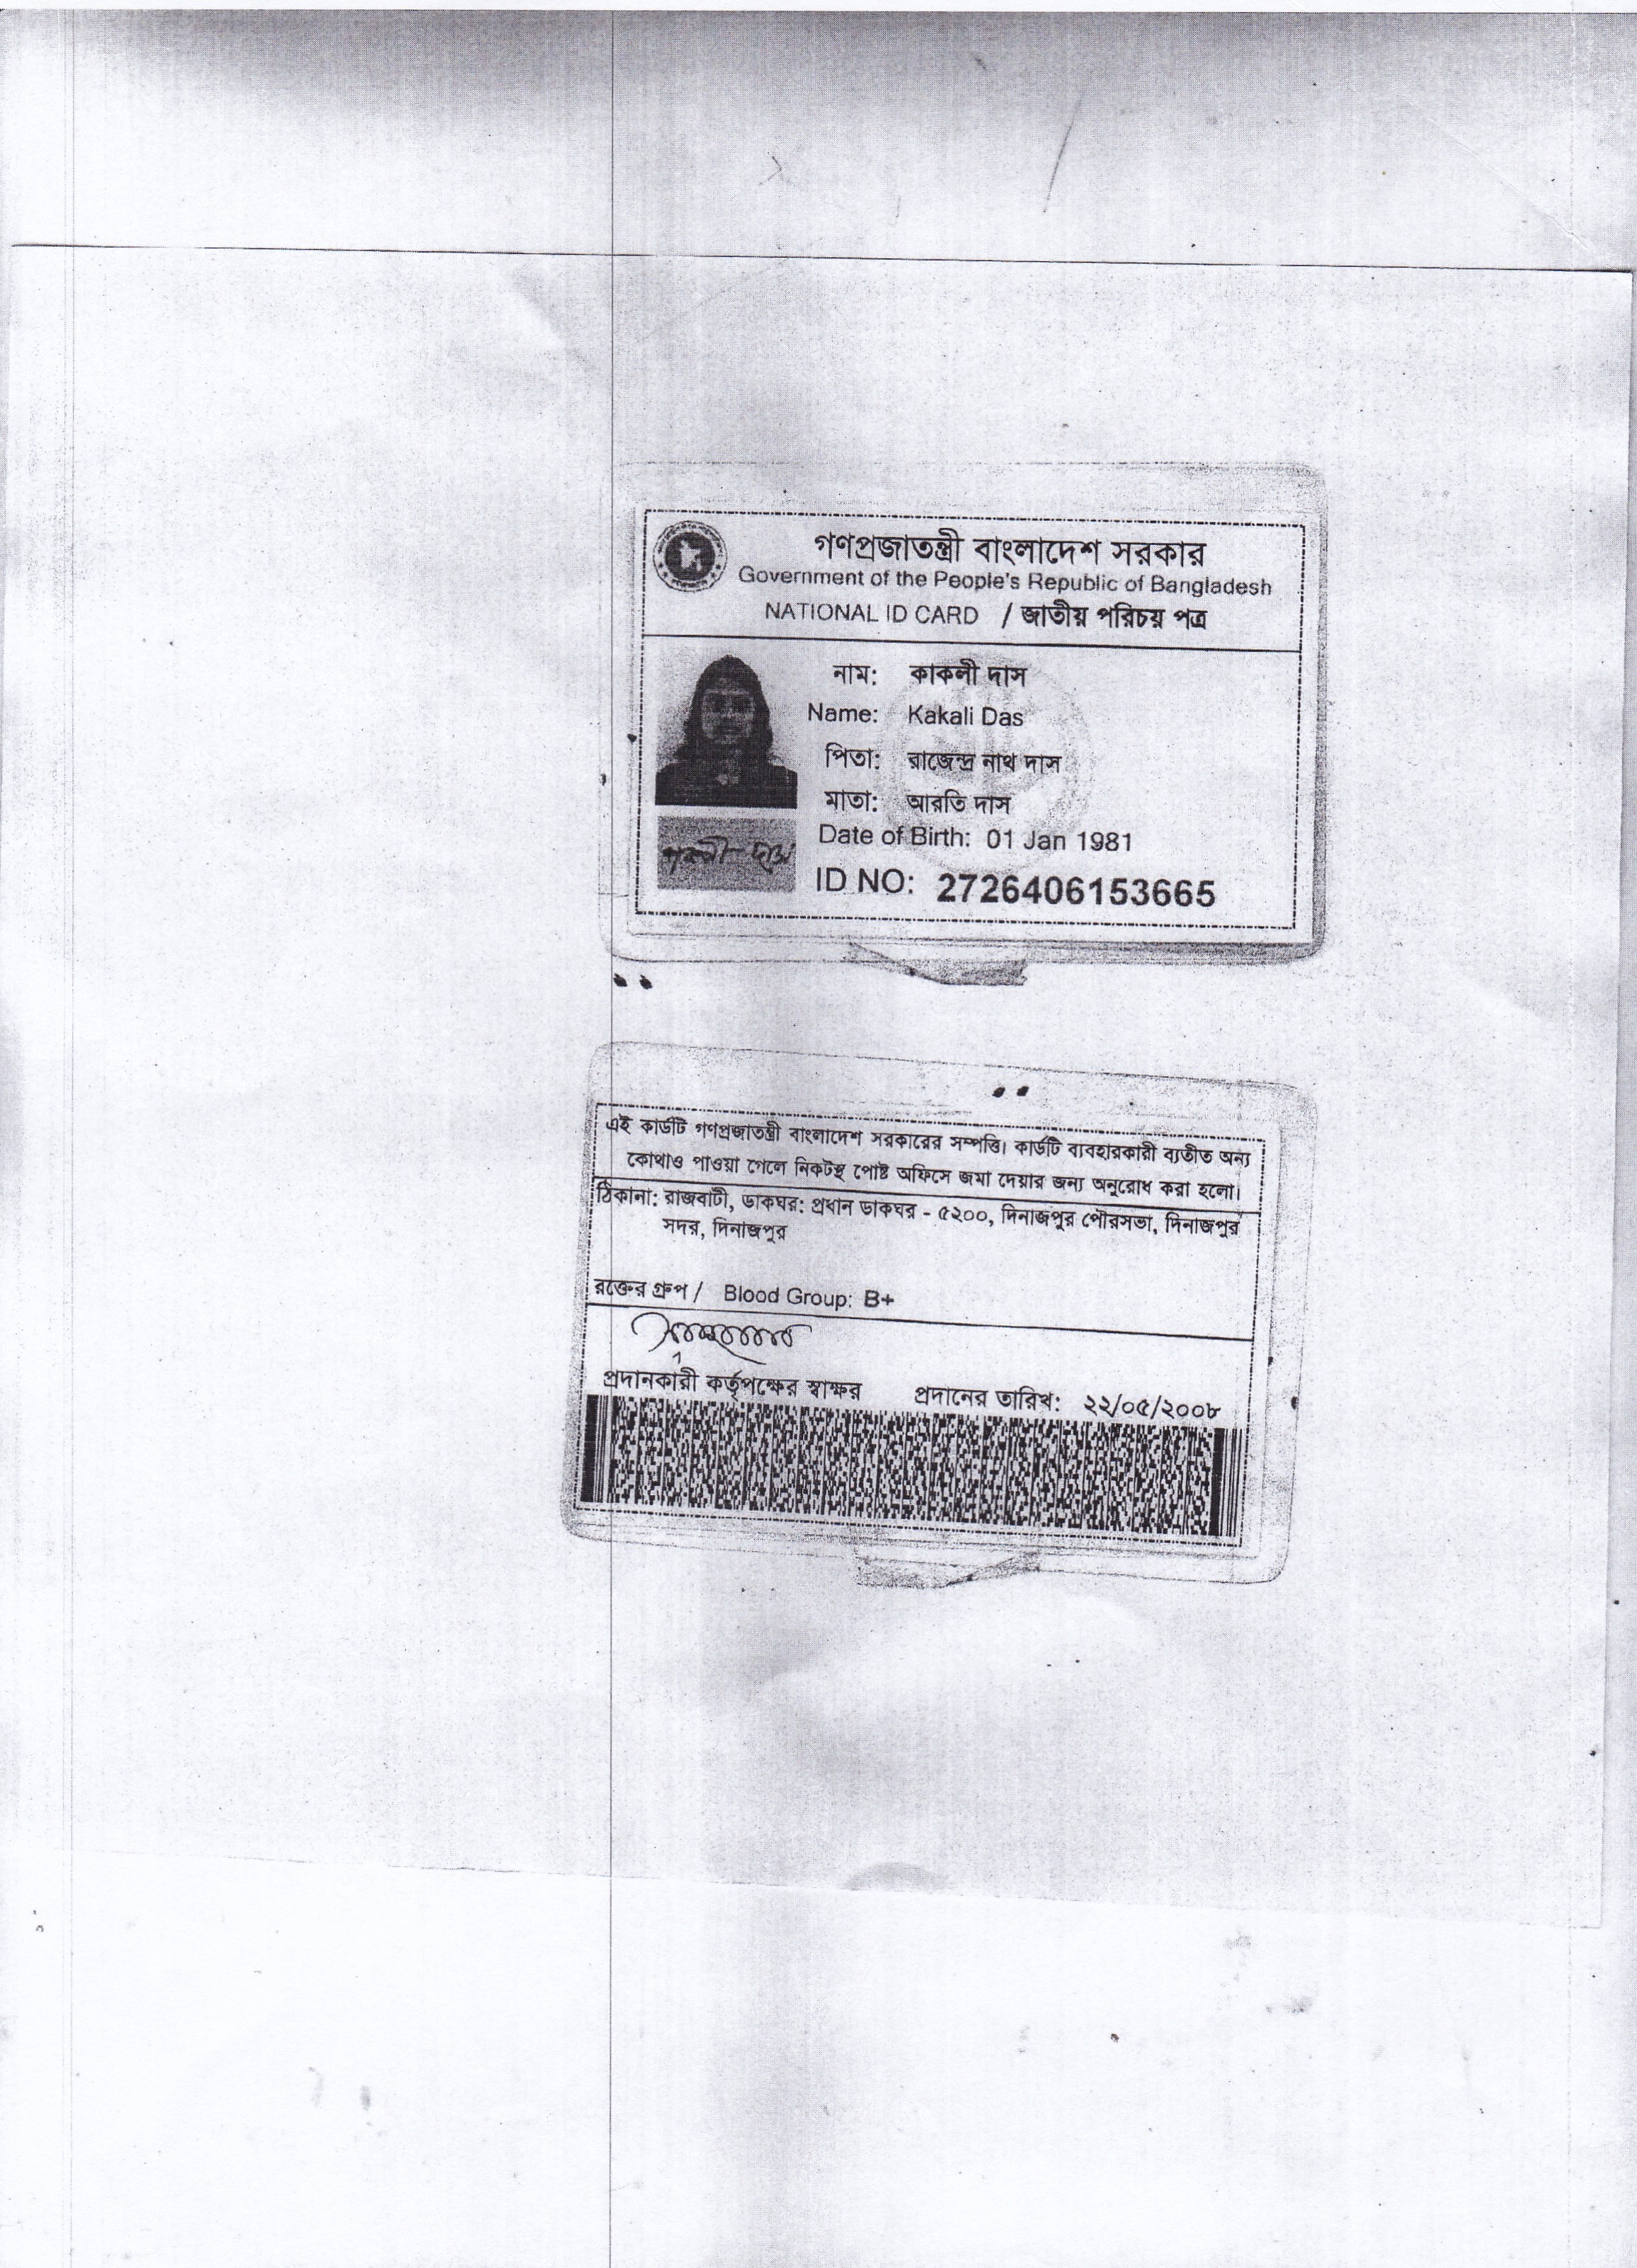 গণপ্রজাতন্ত্রী বাংলাদেশ সরকার
Government of the People's Republic of Bangladesh
NATIONAL ID CARD / জাতীয় পরিচয় পত্র
নাম: কাকলী দাস
Name: Kakali Das
পিতা: রাজেন্দ্র নাথ দাস
মাতা: আরতি দাস
Date of Birth: 01 Jan 1981
ID NO: 2726406153665
এই কার্ডটি গণপ্রজাতন্ত্রী বাংলাদেশ সরকারের সম্পত্তি। কার্ডটি ব্যবহারকারী ব্যতীত অন্য
কোথাও পাওয়া গেলে নিকটস্থ পোষ্ট অফিসে জমা দেয়ার জন্য অনুরোধ করা হলো।
ঠিকানা: রাজবাটী, ডাকঘর: প্রধান ডাকঘর - ৫২০০, দিনাজপুর পৌরসভা, দিনাজপুর
সদর, দিনাজপুর
রক্তের গ্রুপ / Blood Group: B+
প্রদানকারী কর্তৃপক্ষের স্বাক্ষর প্রদানের তারিখ: ২২/০৫/২০০৮